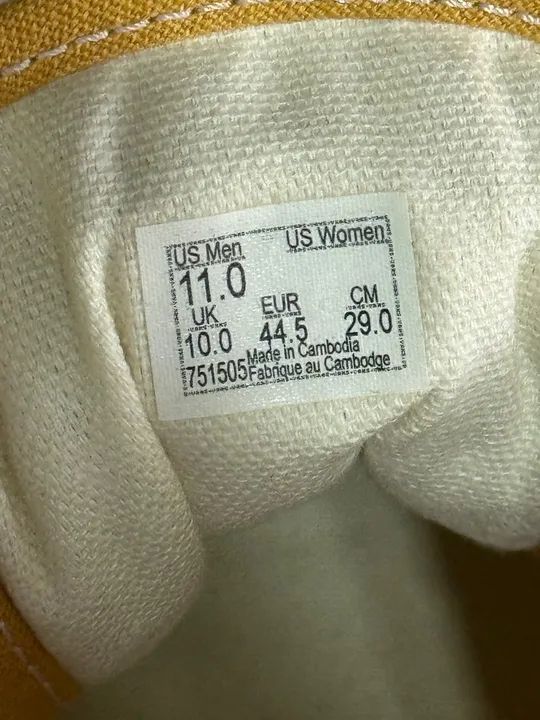 US Men US Women
11.0
UK EUR CM
10.0 44.5 29.0
Made in Cambodia
751505 Fabrique au Cambodge